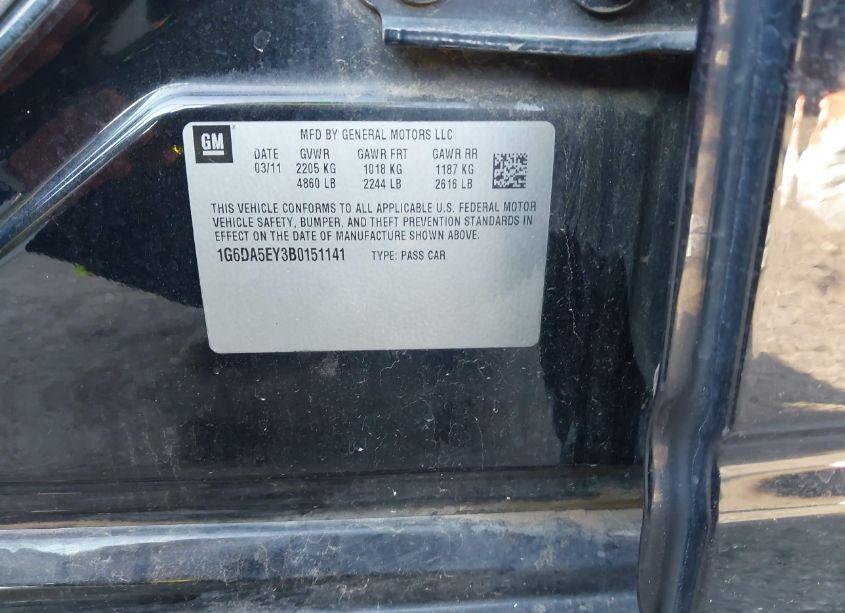 GM
MFD BY GENERAL MOTORS LLC
DATE GVWR GAWR FRT GAWR RR
03/11 2205 KG 1018 KG 1187 KG
4860 LB 2244 LB 2616 LB
THIS VEHICLE CONFORMS TO ALL APPLICABLE U.S. FEDERAL MOTOR
VEHICLE SAFETY, BUMPER, AND THEFT PREVENTION STANDARDS IN
EFFECT ON THE DATE OF MANUFACTURE SHOWN ABOVE.
1G6DA5EY3B0151141 TYPE: PASS CAR